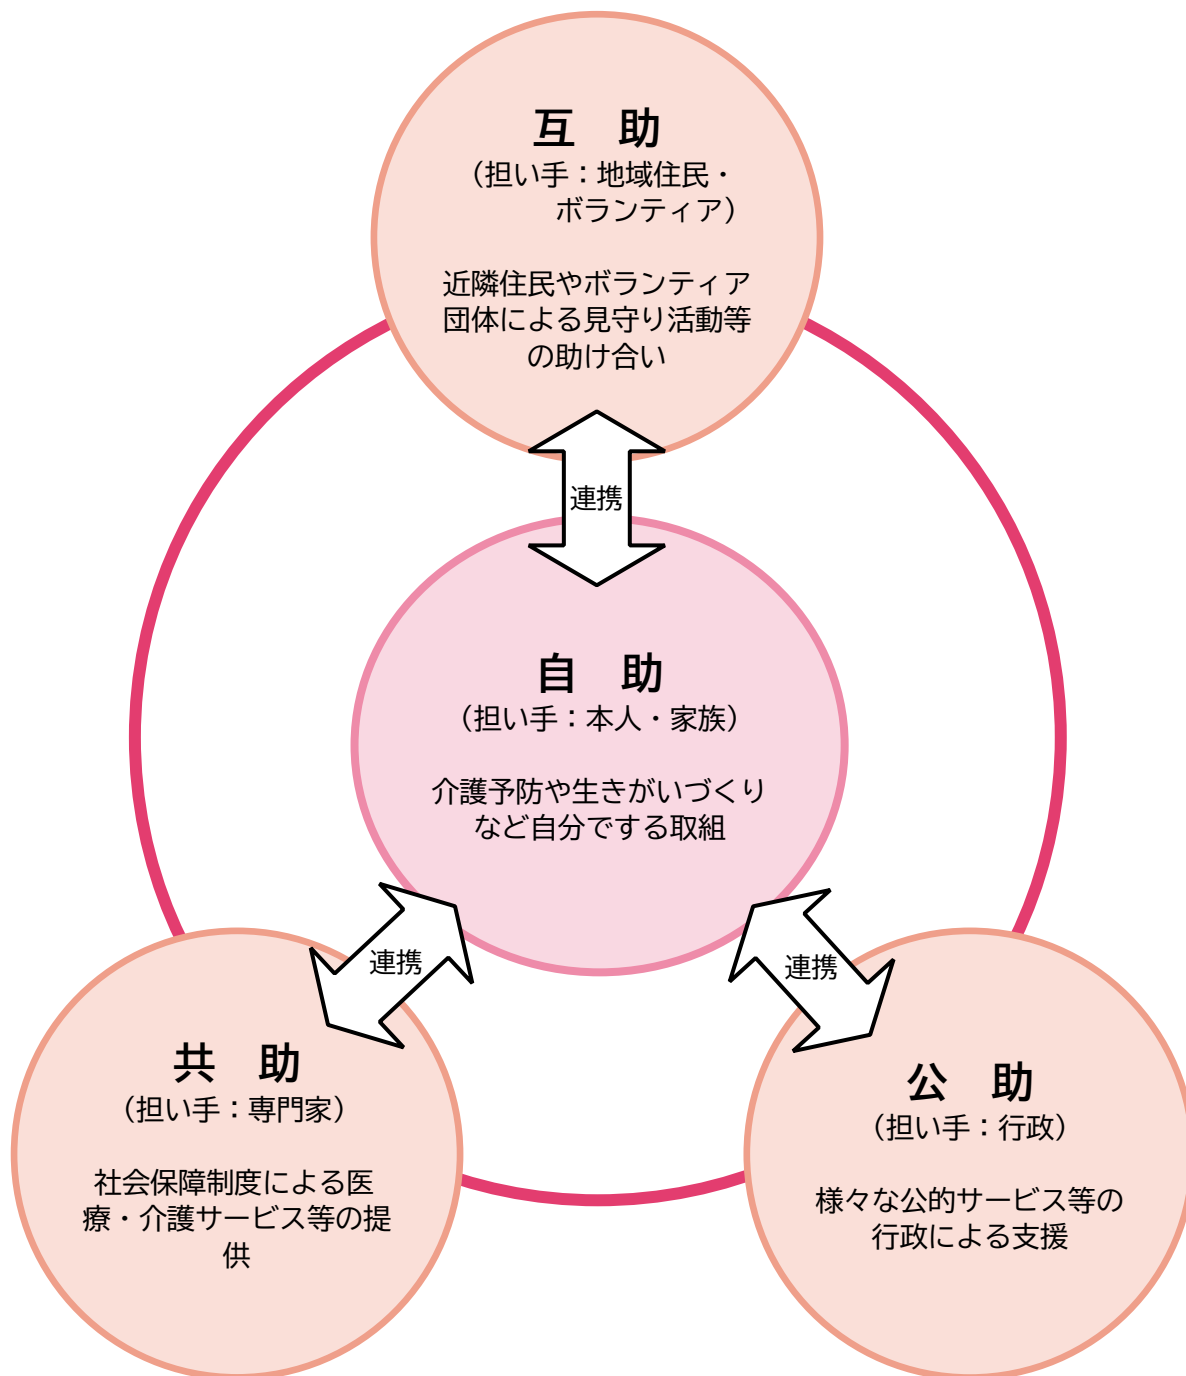 互　助
（担い手：地域住民・
ボランティア）
近隣住民やボランティア
団体による見守り活動等
の助け合い
連携
自　助
（担い手：本人・家族）
介護予防や生きがいづくり
など自分でする取組
連携
連携
共　助
（担い手：専門家）
社会保障制度による医
療・介護サービス等の提
供
公　助
（担い手：行政）
様々な公的サービス等の
行政による支援